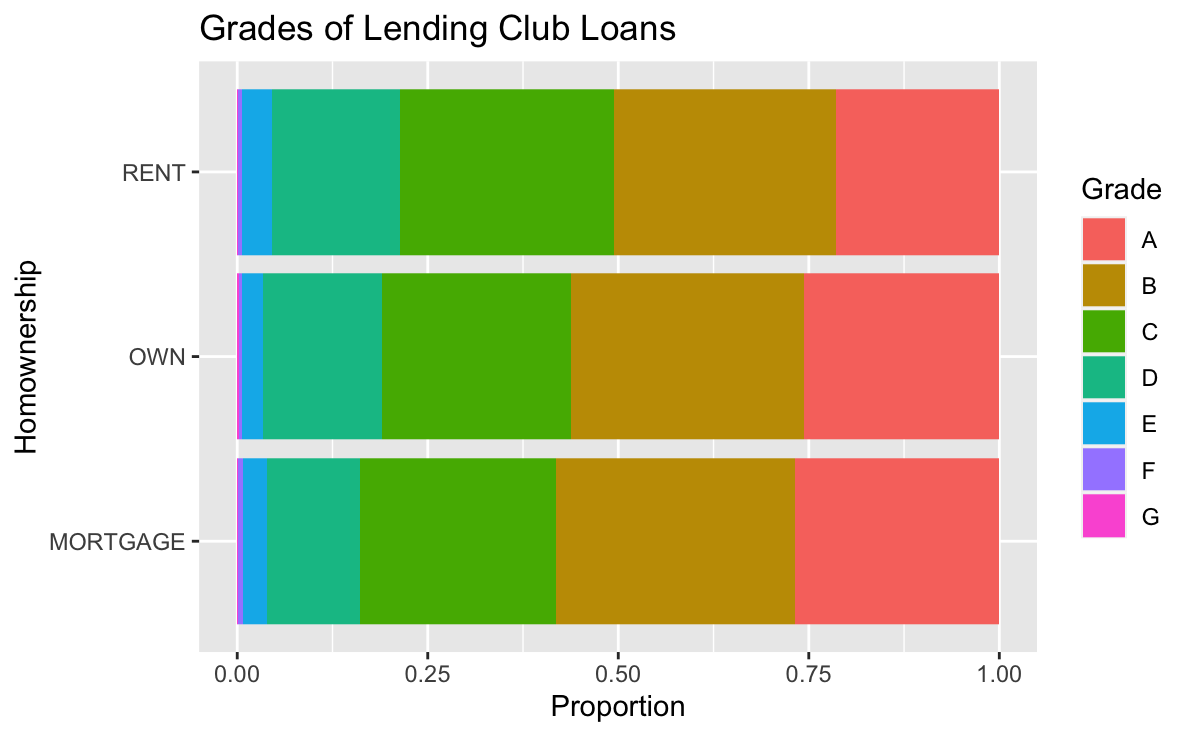 Grades of Lending Club Loans
Homownership
RENT
OWN
MORTGAGE
0.00 0.25 0.50 0.75 1.00
Proportion
Grade
A
B
C
D
E
F
G